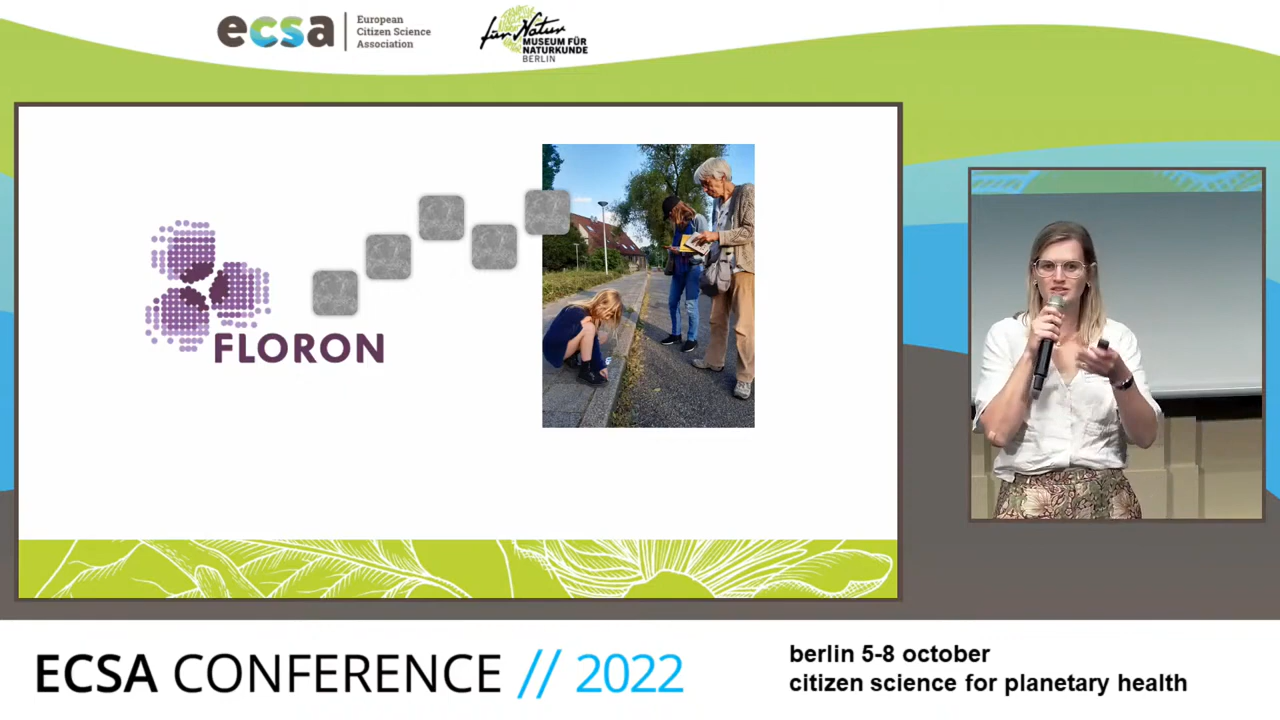 ecsa
European
Citizen Science
Association
für Natur
MUSEUM FÜR
NATURKUNDE
BERLIN
FLORON
ECSA CONFERENCE // 2022
berlin 5-8 october
citizen science for planetary health